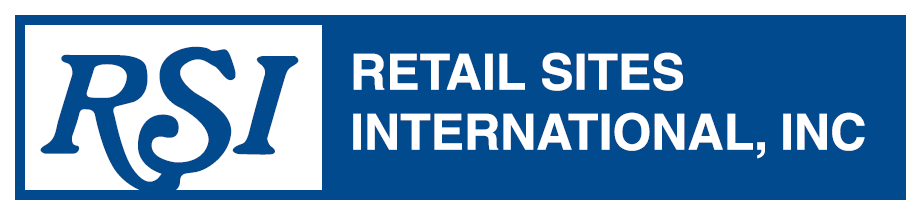 RSI
RETAIL SITES
INTERNATIONAL, INC